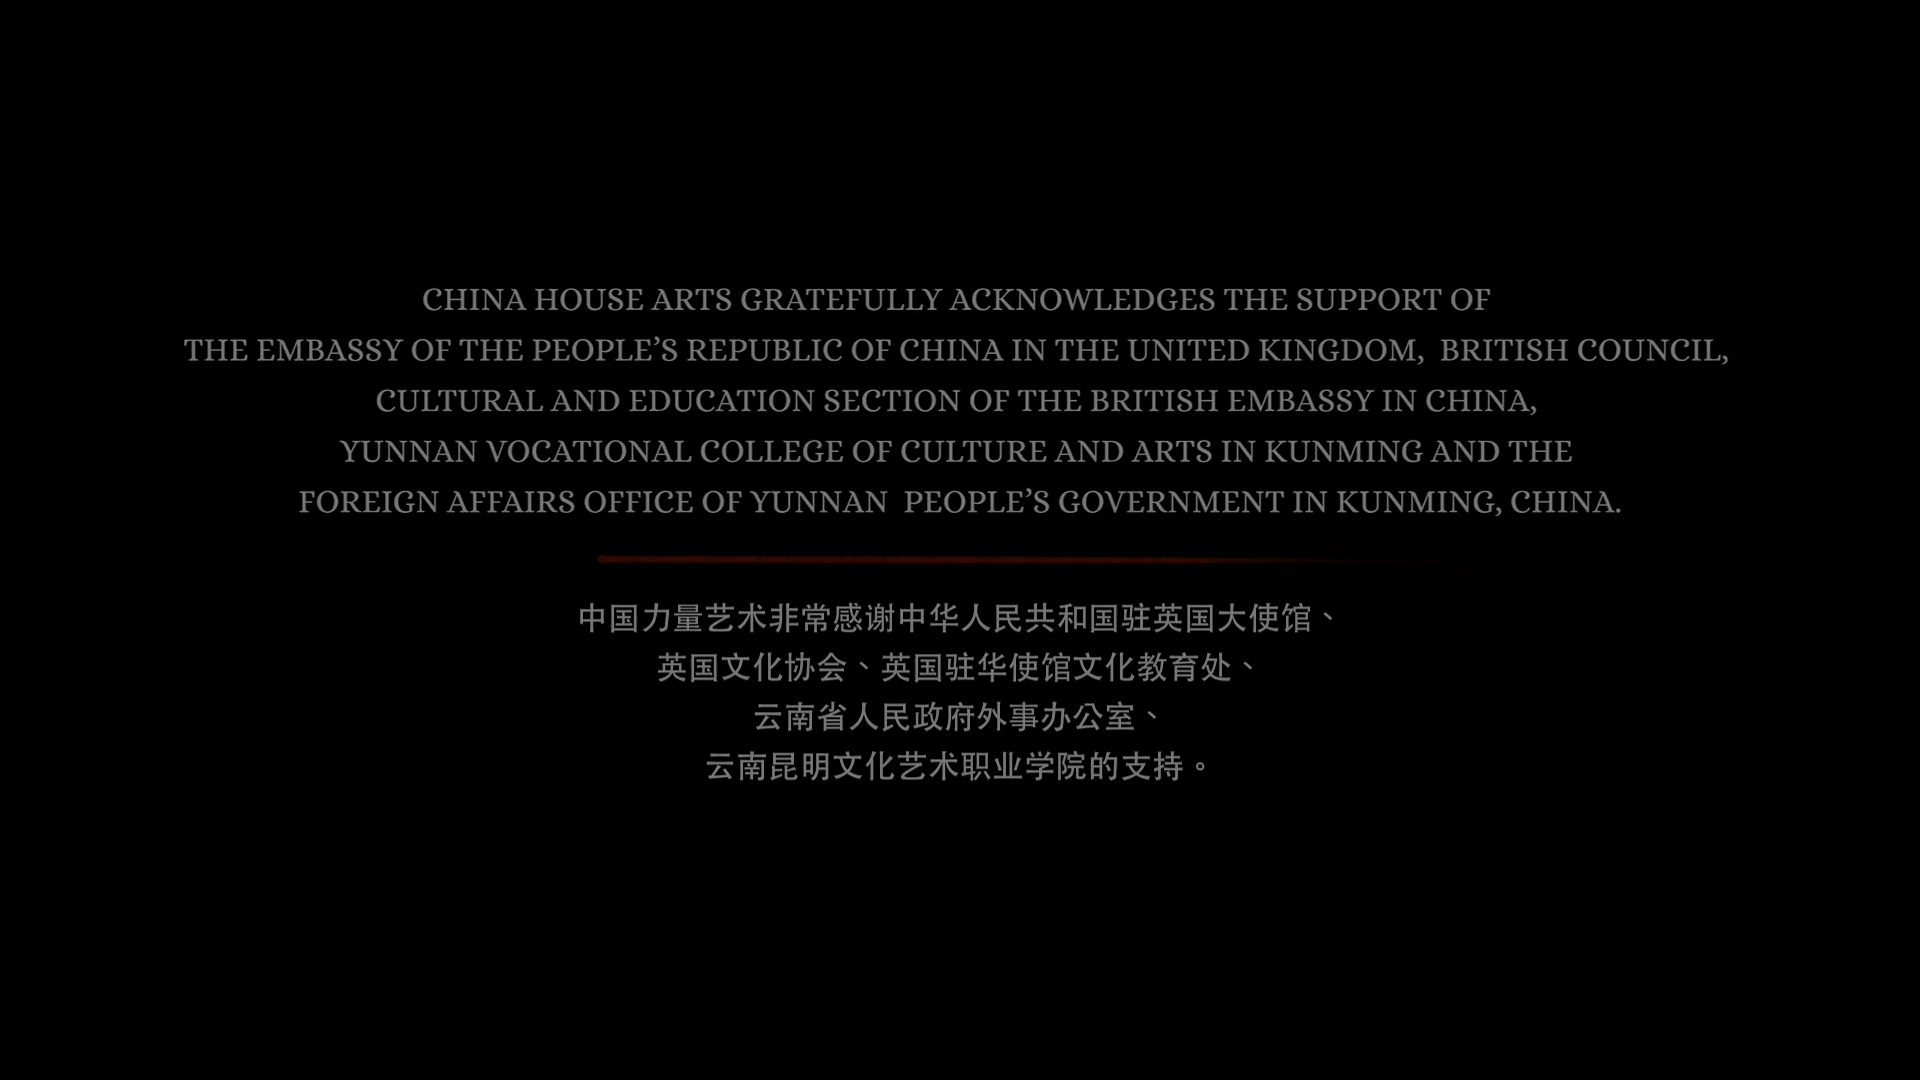 CHINA HOUSE ARTS GRATEFULLY ACKNOWLEDGES THE SUPPORT OF
THE EMBASSY OF THE PEOPLE’S REPUBLIC OF CHINA IN THE UNITED KINGDOM, BRITISH COUNCIL,
CULTURAL AND EDUCATION SECTION OF THE BRITISH EMBASSY IN CHINA,
YUNNAN VOCATIONAL COLLEGE OF CULTURE AND ARTS IN KUNMING AND THE
FOREIGN AFFAIRS OFFICE OF YUNNAN PEOPLE’S GOVERNMENT IN KUNMING, CHINA.
中国力量艺术非常感谢中华人民共和国驻英国大使馆、
英国文化协会、英国驻华使馆文化教育处、
云南省人民政府外事办公室、
云南昆明文化艺术职业学院的支持。